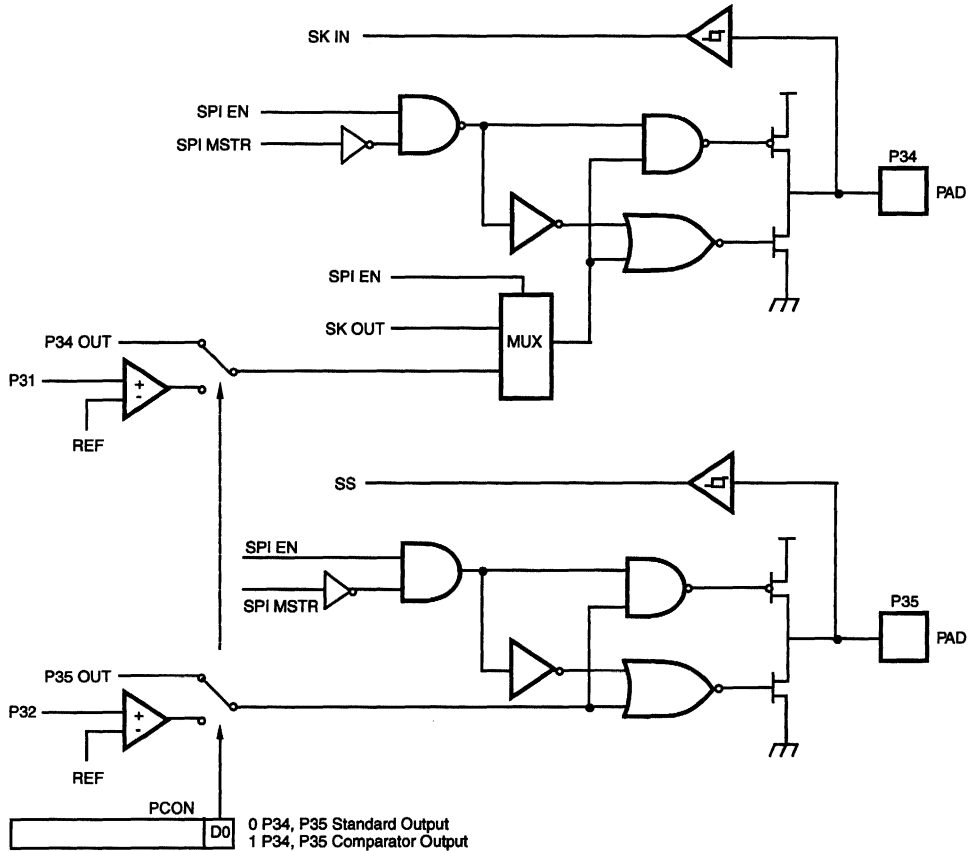 SK IN
SPI EN
SPI MSTR
P34
PAD
SPI EN
SK OUT
MUX
P34 OUT
P31
+
-
REF
SS
SPI EN
SPI MSTR
P35
PAD
P35 OUT
P32
+
-
REF
PCON
D0
0 P34, P35 Standard Output
1 P34, P35 Comparator Output